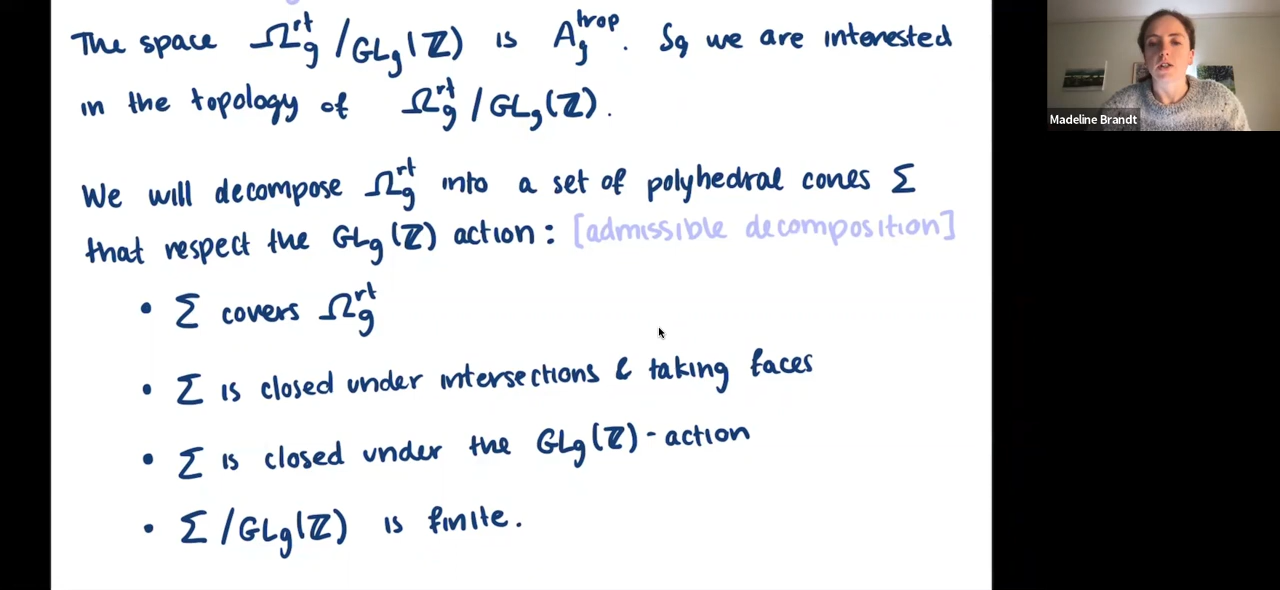 The space Ω_g^rt / GL_g(ℤ) is A_g^trop. So we are interested
in the topology of Ω_g^rt / GL_g(ℤ).
We will decompose Ω_g^rt into a set of polyhedral cones Σ
that respect the GL_g(ℤ) action: [admissible decomposition]
• Σ covers Ω_g^rt
• Σ is closed under intersections & taking faces
• Σ is closed under the GL_g(ℤ)-action
• Σ / GL_g(ℤ) is finite.
Madeline Brandt